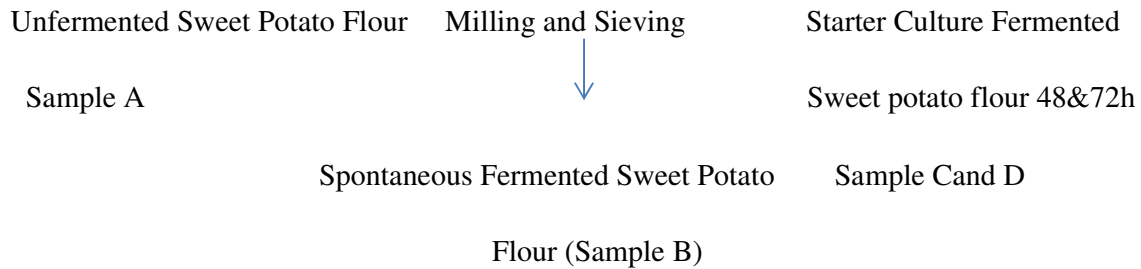 Unfermented Sweet Potato Flour Milling and Sieving Starter Culture Fermented
Sample A Sweet potato flour 48&72h
Spontaneous Fermented Sweet Potato Sample Cand D
Flour (Sample B)